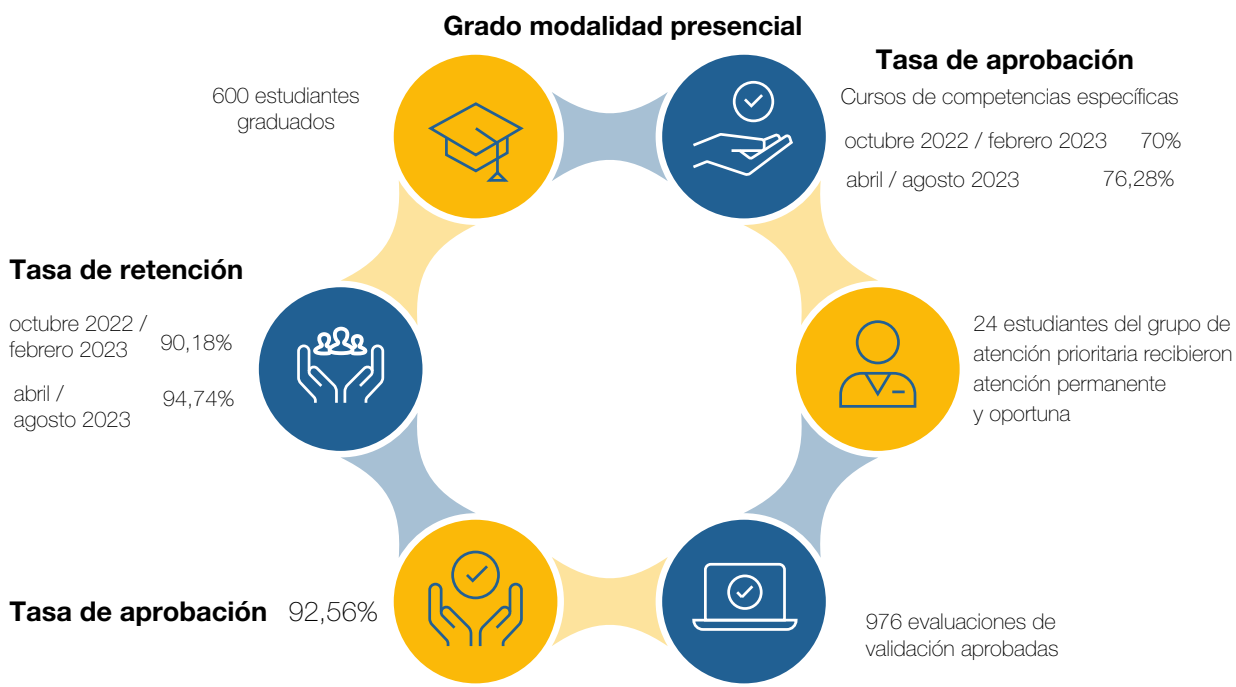 Grado modalidad presencial
600 estudiantes
graduados
Tasa de aprobación
Cursos de competencias específicas
octubre 2022 / febrero 2023 70%
abril / agosto 2023 76,28%
Tasa de retención
octubre 2022 /
febrero 2023 90,18%
abril /
agosto 2023 94,74%
24 estudiantes del grupo de
atención prioritaria recibieron
atención permanente
y oportuna
Tasa de aprobación 92,56%
976 evaluaciones de
validación aprobadas